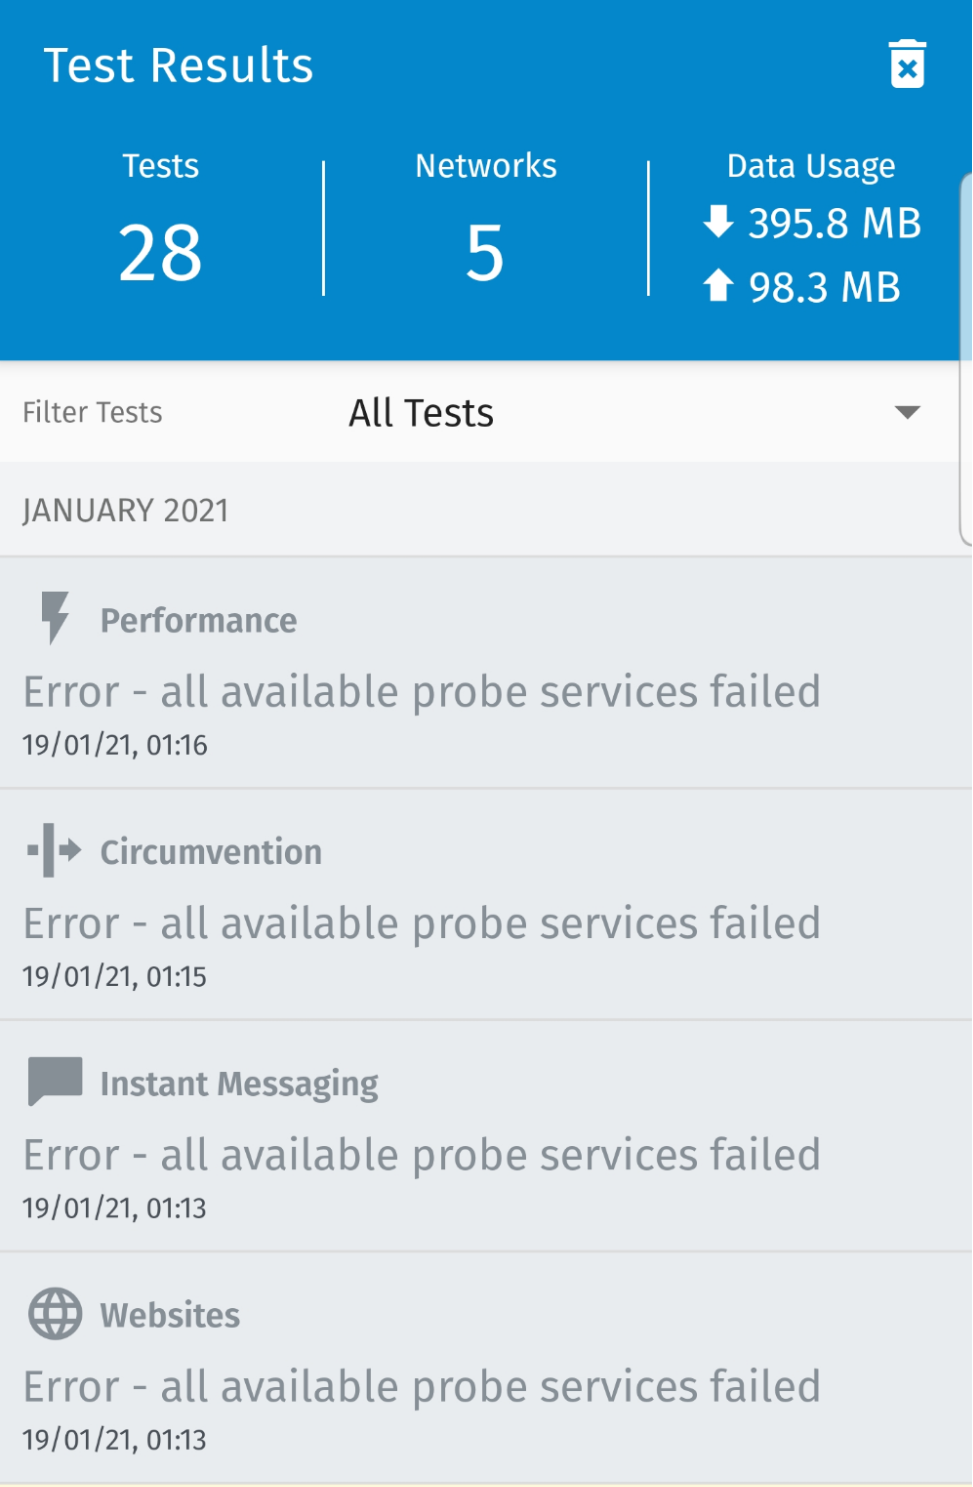 Test Results
Tests
Networks
Data Usage
28
5
395.8 MB
98.3 MB
Filter Tests
All Tests
JANUARY 2021
Performance
Error - all available probe services failed
19/01/21, 01:16
Circumvention
Error - all available probe services failed
19/01/21, 01:15
Instant Messaging
Error - all available probe services failed
19/01/21, 01:13
Websites
Error - all available probe services failed
19/01/21, 01:13